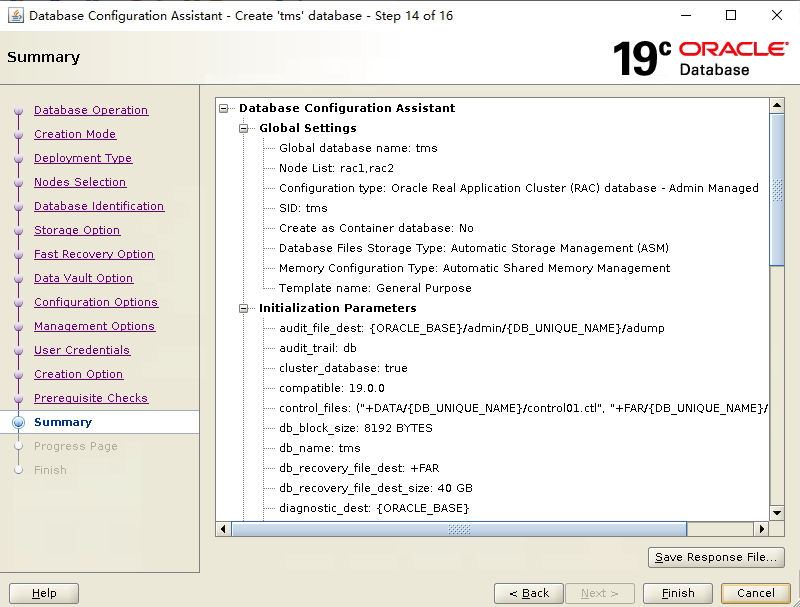 Database Configuration Assistant - Create 'tms' database - Step 14 of 16
Summary
19c ORACLE
Database
Database Operation
Creation Mode
Deployment Type
Nodes Selection
Database Identification
Storage Option
Fast Recovery Option
Data Vault Option
Configuration Options
Management Options
User Credentials
Creation Option
Prerequisite Checks
Summary
Progress Page
Finish
Database Configuration Assistant
Global Settings
Global database name: tms
Node List: rac1,rac2
Configuration type: Oracle Real Application Cluster (RAC) database - Admin Managed
SID: tms
Create as Container database: No
Database Files Storage Type: Automatic Storage Management (ASM)
Memory Configuration Type: Automatic Shared Memory Management
Template name: General Purpose
Initialization Parameters
audit_file_dest: {ORACLE_BASE}/admin/{DB_UNIQUE_NAME}/adump
audit_trail: db
cluster_database: true
compatible: 19.0.0
control_files: ("+DATA/{DB_UNIQUE_NAME}/control01.ctl", "+FAR/{DB_UNIQUE_NAME}/
db_block_size: 8192 BYTES
db_name: tms
db_recovery_file_dest: +FAR
db_recovery_file_dest_size: 40 GB
diagnostic_dest: {ORACLE_BASE}
Save Response File...
Help
< Back
Next >
Finish
Cancel